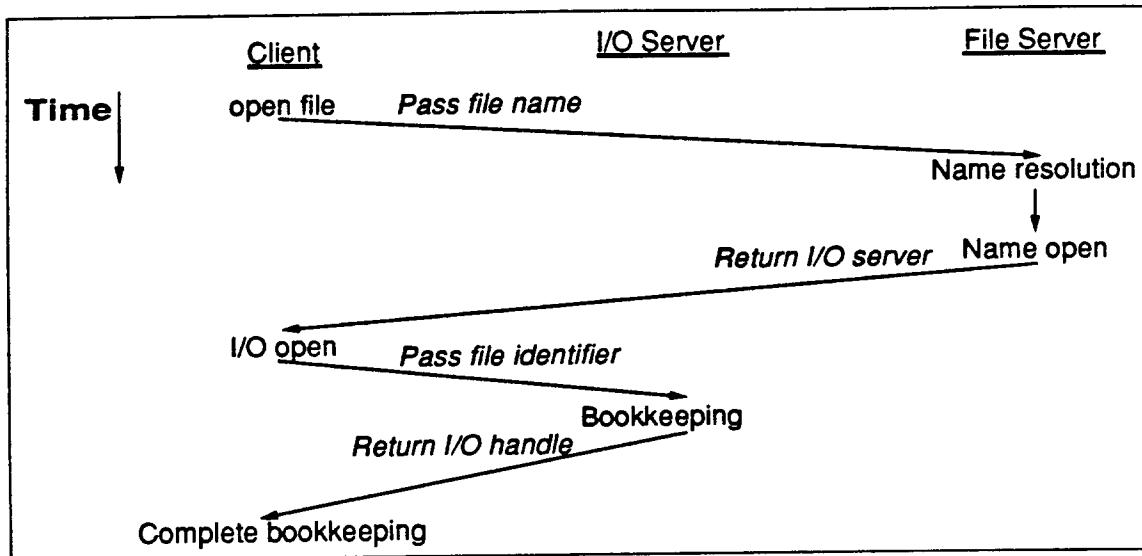 Client I/O Server File Server
Time open file Pass file name
Name resolution
Return I/O server Name open
I/O open Pass file identifier
Bookkeeping
Return I/O handle
Complete bookkeeping